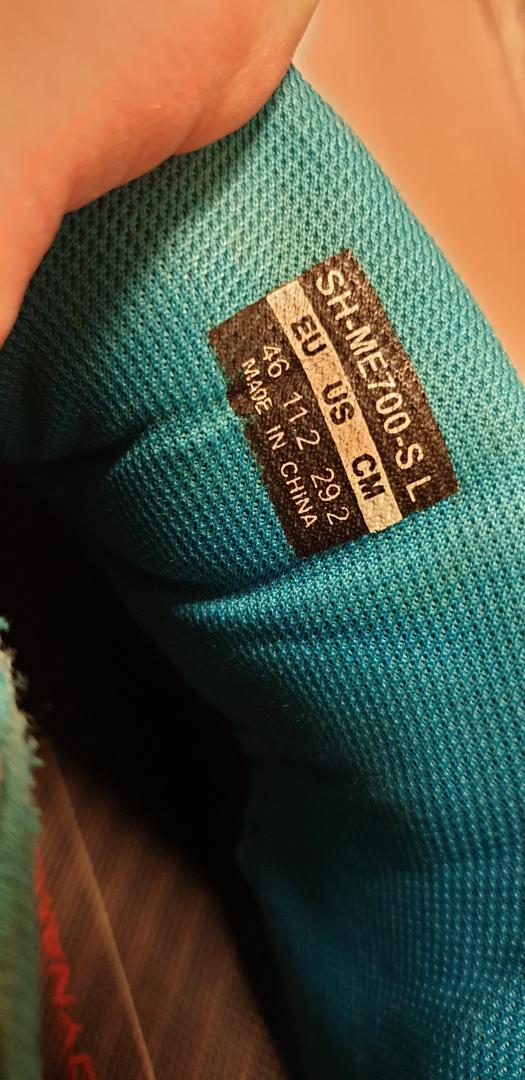 SH-ME700-S L
EU US CM
46 11.2 29.2
MADE IN CHINA